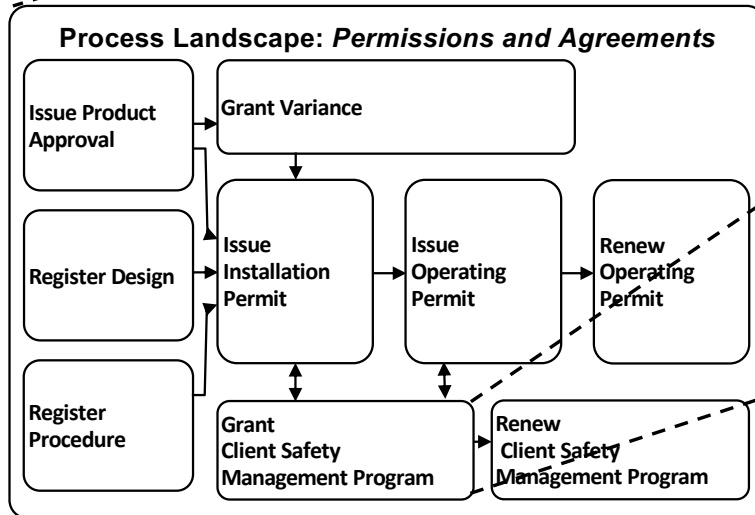 Process Landscape: Permissions and Agreements
Issue Product
Approval
Grant Variance
Register Design
Issue
Installation
Permit
Issue
Operating
Permit
Renew
Operating
Permit
Register
Procedure
Grant
Client Safety
Management Program
Renew
Client Safety
Management Program